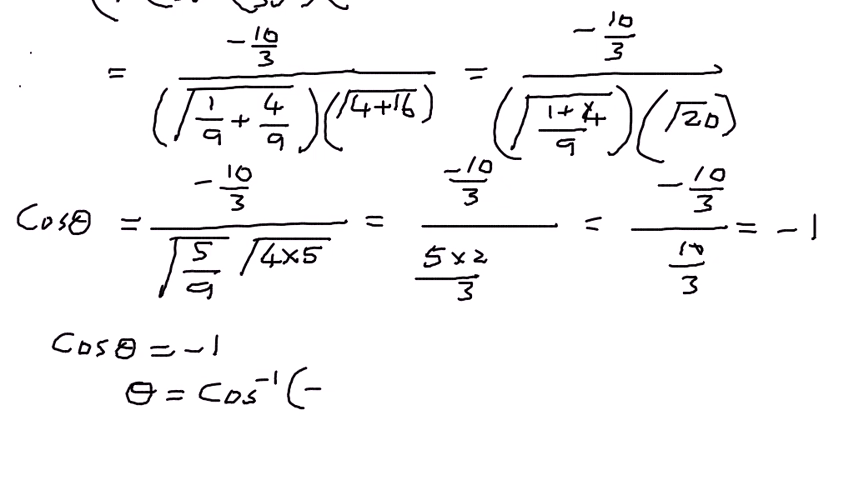 = (-10/3)/((√(1/9 + 4/9))(√(4+16))) = (-10/3)/((√((1+4)/9))(√20))
Cosθ = (-10/3)/(√(5/9) √(4×5)) = (-10/3)/((5×2)/3) = (-10/3)/(10/3) = -1
Cosθ = -1
θ = Cos⁻¹(-